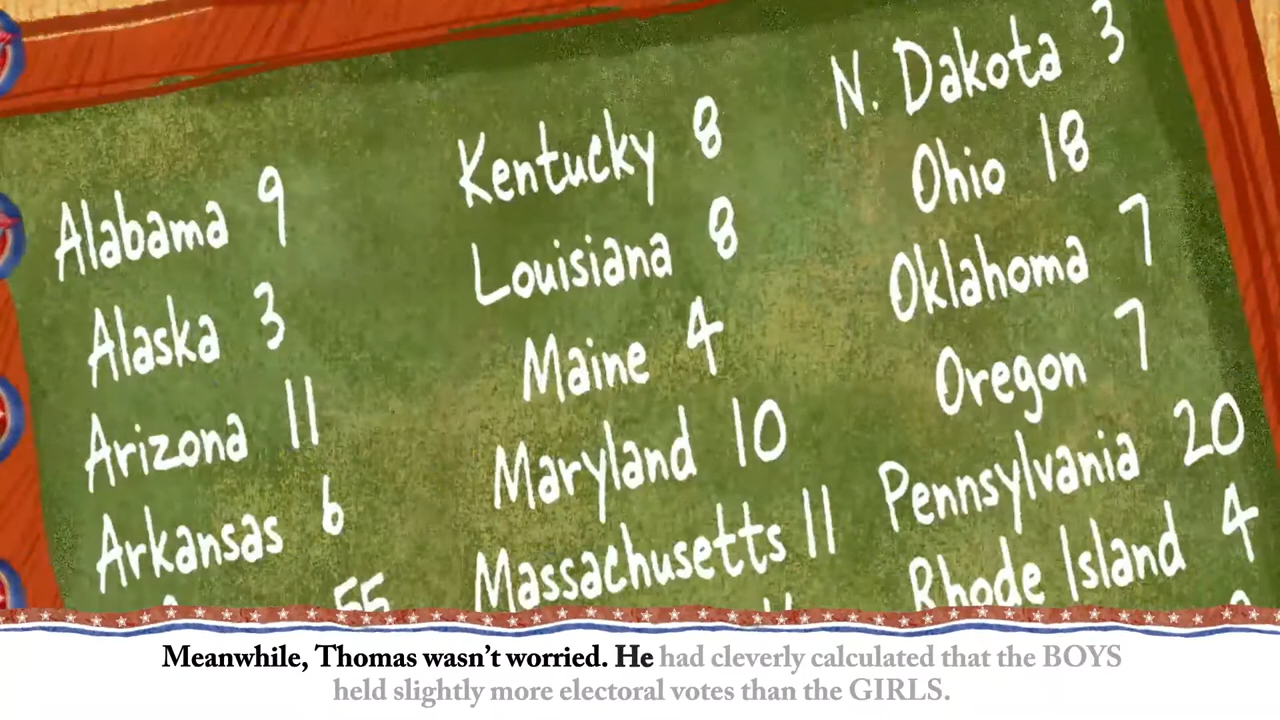 Alabama 9
Alaska 3
Arizona 11
Arkansas 6
55
Kentucky 8
Louisiana 8
Maine 4
Maryland 10
Massachusetts 11
N. Dakota 3
Ohio 18
Oklahoma 7
Oregon 7
Pennsylvania 20
Rhode Island 4
Meanwhile, Thomas wasn't worried. He had cleverly calculated that the BOYS
held slightly more electoral votes than the GIRLS.